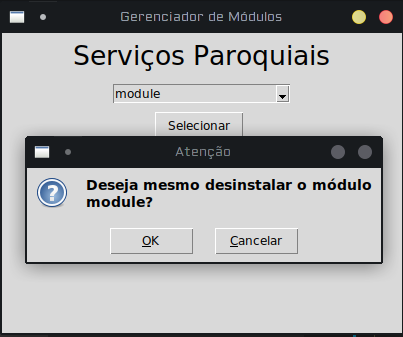 Gerenciador de Módulos
Serviços Paroquiais
module
Selecionar
Atenção
Deseja mesmo desinstalar o módulo
module?
OK
Cancelar